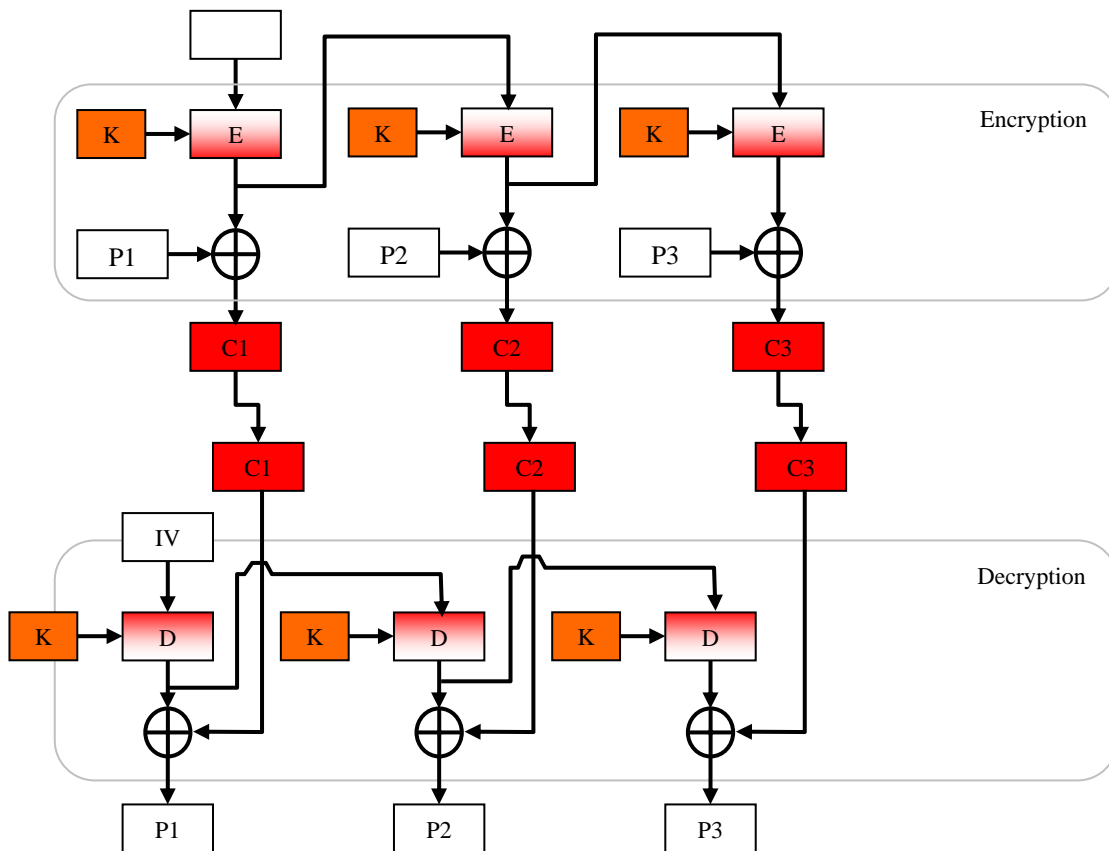 K
E
K
E
K
E
Encryption
P1
P2
P3
C1
C2
C3
C1
C2
C3
IV
Decryption
K
D
K
D
K
D
P1
P2
P3